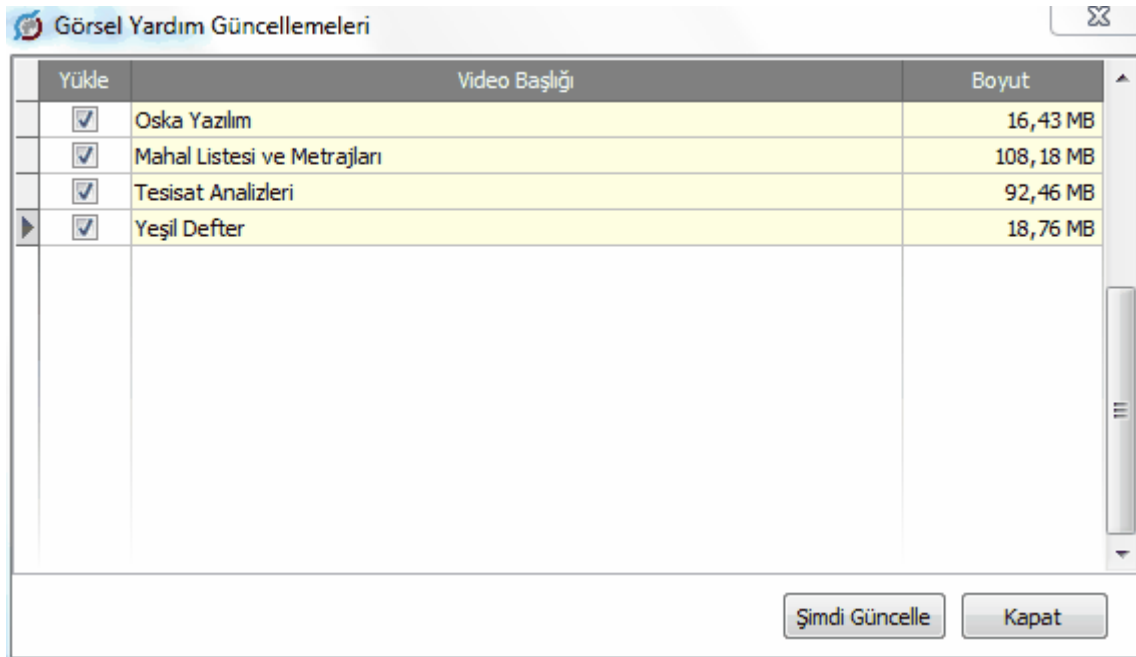 Görsel Yardım Güncellemeleri
Yükle Video Başlığı Boyut
Oska Yazılım 16,43 MB
Mahal Listesi ve Metrajları 108,18 MB
Tesisat Analizleri 92,46 MB
Yeşil Defter 18,76 MB
Şimdi Güncelle Kapat